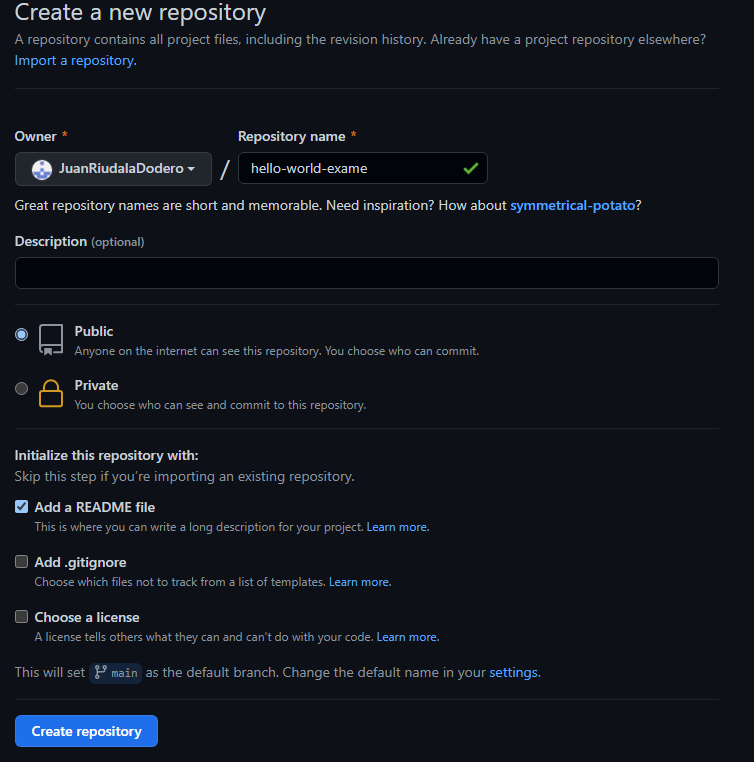 Create a new repository
A repository contains all project files, including the revision history. Already have a project repository elsewhere?
Import a repository.
Owner *
Repository name *
JuanRiudalaDodero
/
hello-world-exame
Great repository names are short and memorable. Need inspiration? How about symmetrical-potato?
Description (optional)
Public
Anyone on the internet can see this repository. You choose who can commit.
Private
You choose who can see and commit to this repository.
Initialize this repository with:
Skip this step if you're importing an existing repository.
Add a README file
This is where you can write a long description for your project. Learn more.
Add .gitignore
Choose which files not to track from a list of templates. Learn more.
Choose a license
A license tells others what they can and can't do with your code. Learn more.
This will set main as the default branch. Change the default name in your settings.
Create repository